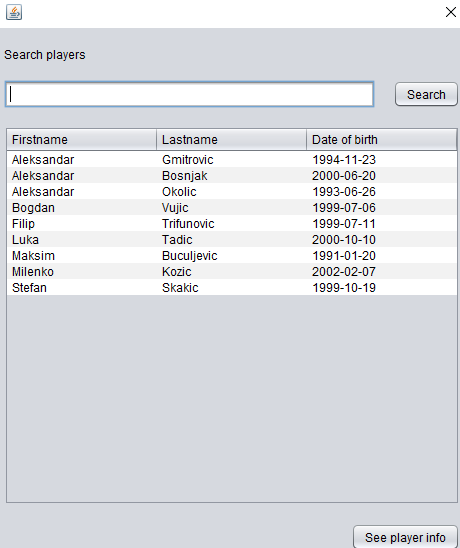 Search players
Search
Firstname Lastname Date of birth
Aleksandar Gmitrovic 1994-11-23
Aleksandar Bosnjak 2000-06-20
Aleksandar Okolic 1993-06-26
Bogdan Vujic 1999-07-06
Filip Trifunovic 1999-07-11
Luka Tadic 2000-10-10
Maksim Buculjevic 1991-01-20
Milenko Kozic 2002-02-07
Stefan Skakic 1999-10-19
See player info